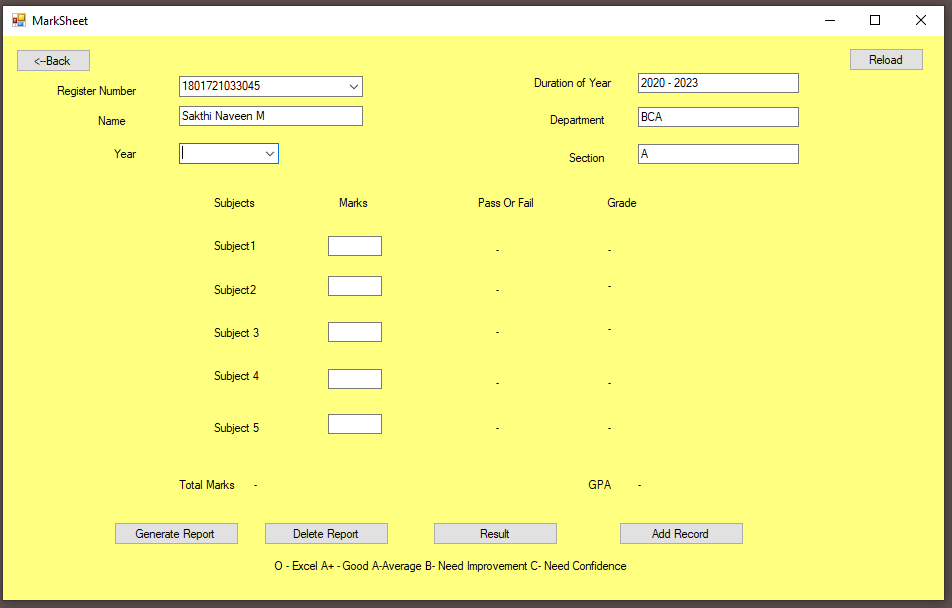 MarkSheet
<--Back
Reload
Register Number 1801721033045 Duration of Year 2020 - 2023
Name Sakthi Naveen M Department BCA
Year Section A
Subjects Marks Pass Or Fail Grade
Subject1 - -
Subject2 - -
Subject 3 - -
Subject 4 - -
Subject 5 - -
Total Marks - GPA -
Generate Report Delete Report Result Add Record
O - Excel A+ - Good A-Average B- Need Improvement C- Need Confidence